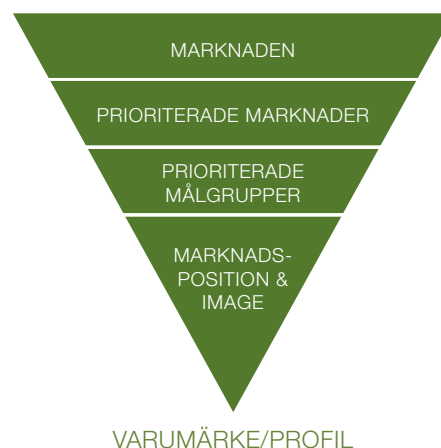 MARKNADEN
PRIORITERADE MARKNADER
PRIORITERADE
MÅLGRUPPER
MARKNADS-
POSITION &
IMAGE
VARUMÄRKE/PROFIL